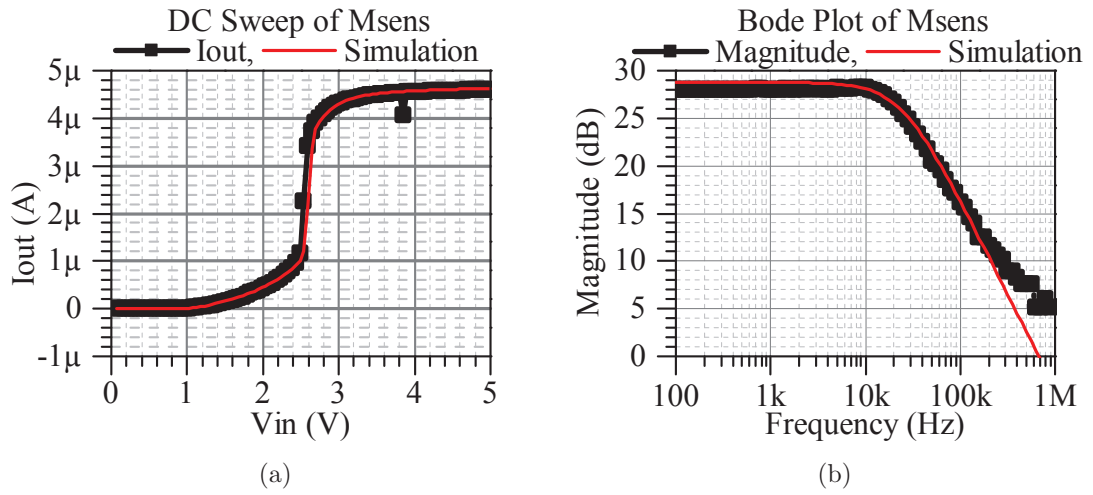 DC Sweep of Msens
Iout, Simulation
5µ
4µ
3µ
2µ
1µ
0
-1µ
Iout (A)
0 1 2 3 4 5
Vin (V)
(a)
Bode Plot of Msens
Magnitude, Simulation
30
25
20
15
10
5
0
Magnitude (dB)
100 1k 10k 100k 1M
Frequency (Hz)
(b)